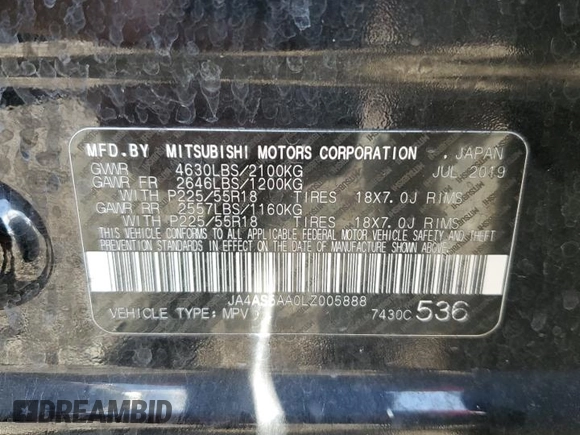 MFD.BY MITSUBISHI MOTORS CORPORATION . JAPAN
GVWR 4630LBS/2100KG JUL 2019
GAWR FR 2646LBS/1200KG
WITH P225/55R18 TIRES 18X7.0J RIMS
GAWR RR 2557LBS/1160KG
WITH P225/55R18 TIRES 18X7.0J RIMS
THIS VEHICLE CONFORMS TO ALL APPLICABLE FEDERAL MOTOR VEHICLE SAFETY AND THEFT
PREVENTION STANDARDS IN EFFECT ON THE DATE OF MANUFACTURE SHOWN ABOVE.
JA4AS5AA0LZ005888
VEHICLE TYPE: MPV 7430C 536
DREAMBID